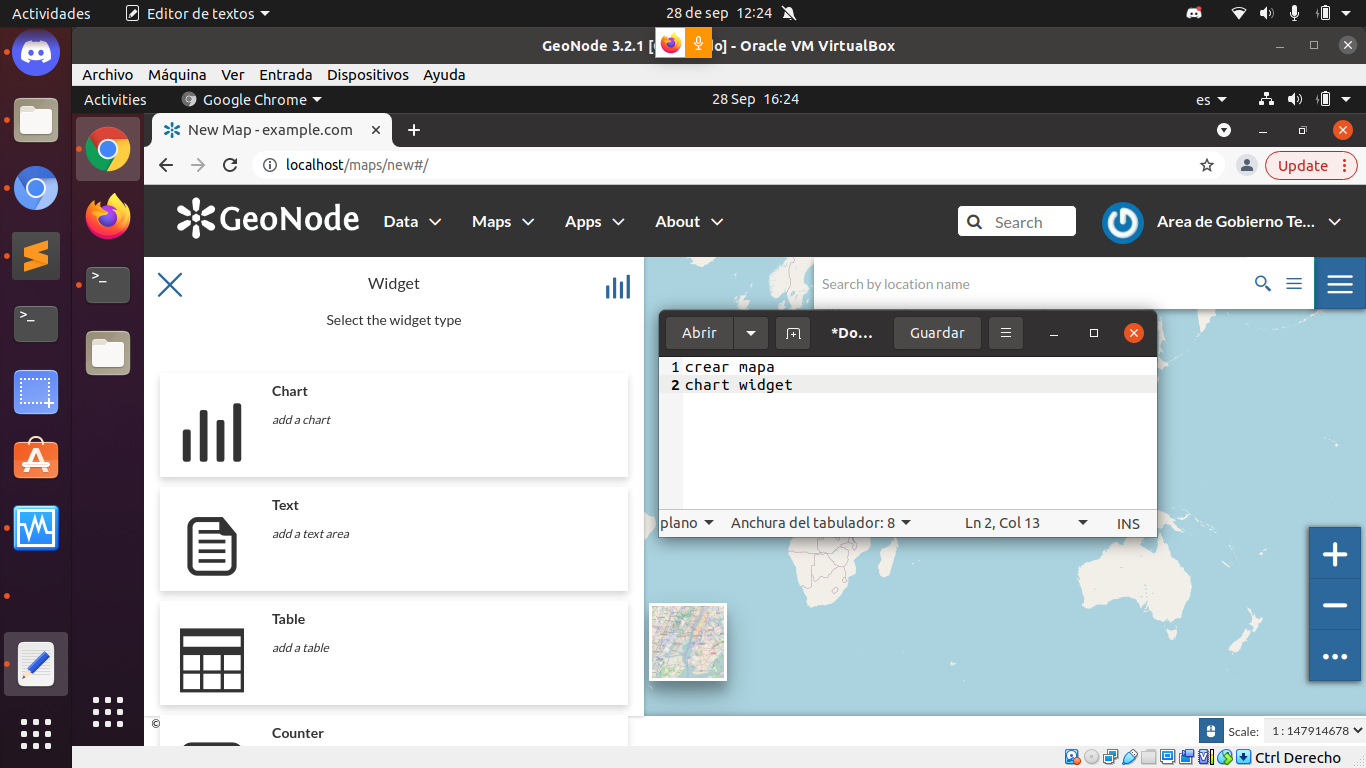 Actividades Editor de textos 28 de sep 12:24
GeoNode 3.2.1 [ do] - Oracle VM VirtualBox
Archivo Máquina Ver Entrada Dispositivos Ayuda
Activities Google Chrome 28 Sep 16:24 es
New Map - example.com
localhost/maps/new#/ Update
GeoNode Data Maps Apps About Search Area de Gobierno Te...
Widget
Select the widget type
Search by location name
Chart
add a chart
Text
add a text area
Table
add a table
Counter
Abrir *Do... Guardar
1 crear mapa
2 chart widget
plano Anchura del tabulador: 8 Ln 2, Col 13 INS
©
Scale: 1 : 147914678
Ctrl Derecho